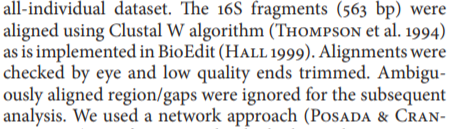 all-individual dataset. The 16S fragments (563 bp) were
aligned using Clustal W algorithm (Thompson et al. 1994)
as is implemented in BioEdit (Hall 1999). Alignments were
checked by eye and low quality ends trimmed. Ambigu-
ously aligned region/gaps were ignored for the subsequent
analysis. We used a network approach (Posada & Cran-